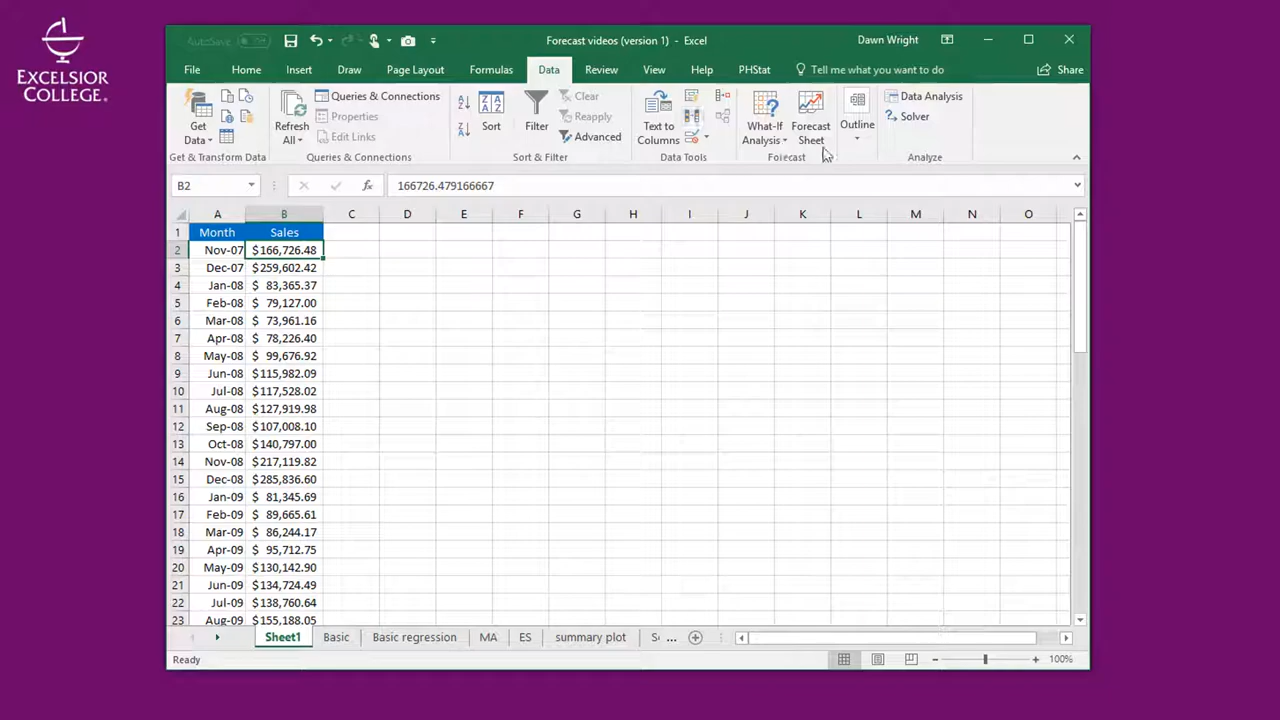 EXCELSIOR
COLLEGE
AutoSave Off
Forecast videos (version 1) - Excel
Dawn Wright
File Home Insert Draw Page Layout Formulas Data Review View Help PHStat Tell me what you want to do Share
Get Data
Refresh All
Queries & Connections
Properties
Edit Links
Sort
Filter
Clear
Reapply
Advanced
Text to Columns
What-If Analysis
Forecast Sheet
Outline
Data Analysis
Solver
Get & Transform Data Queries & Connections Sort & Filter Data Tools Forecast Analyze
B2 fx 166726.479166667
A B C D E F G H I J K L M N O
1 Month Sales
2 Nov-07 $166,726.48
3 Dec-07 $259,602.42
4 Jan-08 $ 83,365.37
5 Feb-08 $ 79,127.00
6 Mar-08 $ 73,961.16
7 Apr-08 $ 78,226.40
8 May-08 $ 99,676.92
9 Jun-08 $115,982.09
10 Jul-08 $117,528.02
11 Aug-08 $127,919.98
12 Sep-08 $107,008.10
13 Oct-08 $140,797.00
14 Nov-08 $217,119.82
15 Dec-08 $285,836.60
16 Jan-09 $ 81,345.69
17 Feb-09 $ 89,665.61
18 Mar-09 $ 86,244.17
19 Apr-09 $ 95,712.75
20 May-09 $130,142.90
21 Jun-09 $134,724.49
22 Jul-09 $138,760.64
23 Aug-09 $155,188.05
Sheet1 Basic Basic regression MA ES summary plot ...
Ready 100%